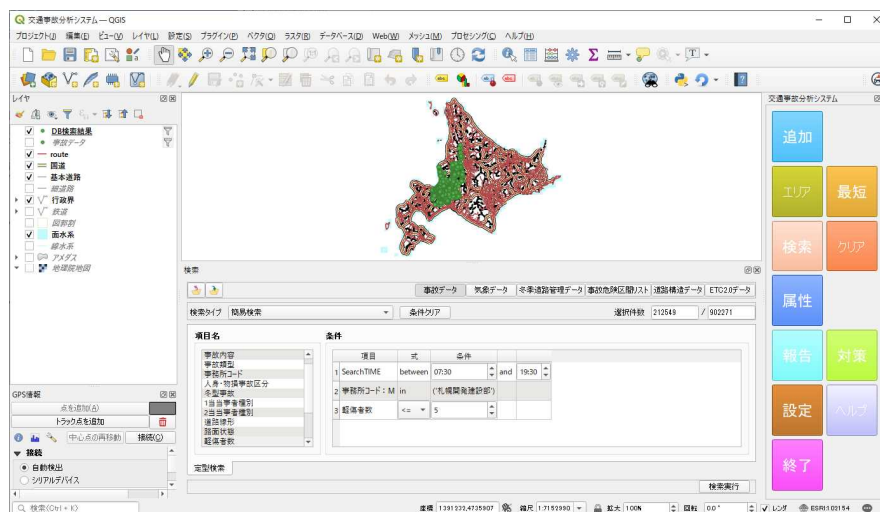 交通事故分析システム — QGIS
プロジェクト(J) 編集(E) ビュー(V) レイヤ(L) 設定(S) プラグイン(P) ベクタ(O) ラスタ(R) データベース(D) Web(W) メッシュ(M) プロセシング(C) ヘルプ(H)
レイヤ
DB検索結果
事故データ
route
国道
基本道路
細道路
行政界
鉄道
図郭割
面水系
線水系
アメダス
地理院地図
GPS情報
点を追加(A)
トラック点を追加
中心点の再移動 接続(C)
接続
自動検出
シリアルデバイス
検索(Ctrl + K)
検索
事故データ 気象データ 冬季道路管理データ 事故危険区間リスト 道路構造データ ETC2.0データ
検索タイプ 簡易検索 条件クリア 選択件数 212549 / 902271
項目名
事故内容
事故類型
事務所コード
人身・物損事故区分
冬型事故
1当当事者種別
2当当事者種別
道路線形
路面状態
軽傷者数
条件
項目 式 条件
1 SearchTIME between 07:30 and 19:30
2 事務所コード:M in ('札幌開発建設部')
3 軽傷者数 <= 5
定型検索
検索実行
座標 1391232,4735907 縮尺 1:7152990 拡大 100% 回転 0.0° レンダ ESRI:102154
交通事故分析システム
追加
エリア 最短
検索 クリア
属性
報告 対策
設定 ヘルプ
終了